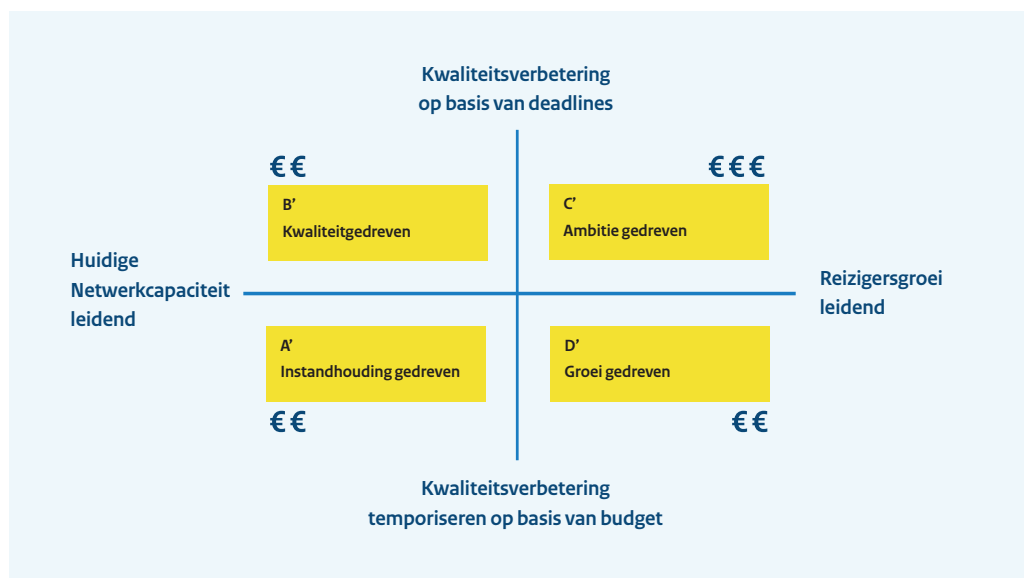 Kwaliteitsverbetering
op basis van deadlines
€ €
€ € €
B’
Kwaliteitgedreven
C’
Ambitie gedreven
Huidige
Netwerkcapaciteit
leidend
Reizigersgroei
leidend
A’
Instandhouding gedreven
D’
Groei gedreven
€ €
€ €
Kwaliteitsverbetering
temporiseren op basis van budget